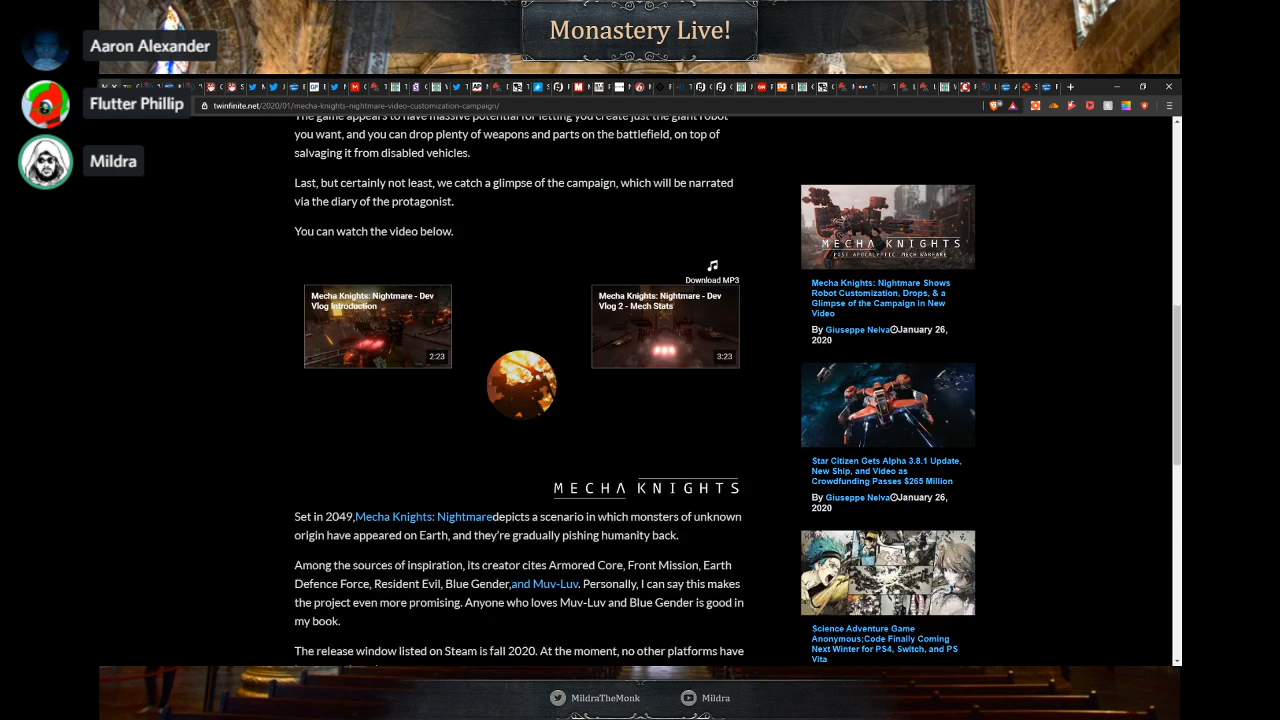 Monastery Live!
Aaron Alexander
Flutter Phillip
Mildra
twinfinite.net/2020/01/mecha-knights-nightmare-video-customization-campaign/
The game appears to have massive potential for letting you create just the giant robot
you want, and you can drop plenty of weapons and parts on the battlefield, on top of
salvaging it from disabled vehicles.
Last, but certainly not least, we catch a glimpse of the campaign, which will be narrated
via the diary of the protagonist.
You can watch the video below.
Download MP3
Mecha Knights: Nightmare - Dev
Vlog Introduction
2:23
Mecha Knights: Nightmare - Dev
Vlog 2 - Mech Stats
3:23
MECHA KNIGHTS
Set in 2049,Mecha Knights: Nightmaredepicts a scenario in which monsters of unknown
origin have appeared on Earth, and they're gradually pishing humanity back.
Among the sources of inspiration, its creator cites Armored Core, Front Mission, Earth
Defence Force, Resident Evil, Blue Gender,and Muv-Luv. Personally, I can say this makes
the project even more promising. Anyone who loves Muv-Luv and Blue Gender is good in
my book.
The release window listed on Steam is fall 2020. At the moment, no other platforms have
MECHA KNIGHTS
POST APOCALYPTIC MECH WARFARE
Mecha Knights: Nightmare Shows
Robot Customization, Drops, & a
Glimpse of the Campaign in New
Video
By Giuseppe NelvaJanuary 26,
2020
Star Citizen Gets Alpha 3.8.1 Update,
New Ship, and Video as
Crowdfunding Passes $265 Million
By Giuseppe NelvaJanuary 26,
2020
Science Adventure Game
Anonymous;Code Finally Coming
Next Winter for PS4, Switch, and PS
Vita
MildraTheMonk
Mildra